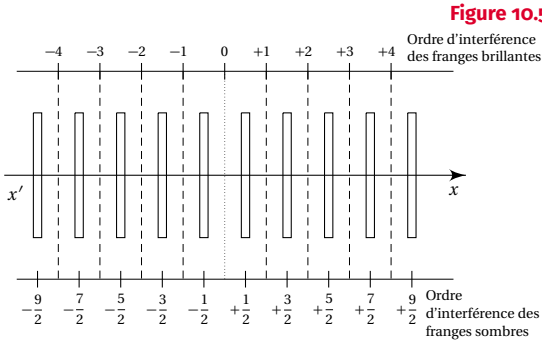 Figure 10.5
Ordre d'interférence
des franges brillantes
−4 −3 −2 −1 0 +1 +2 +3 +4
x′ x
−9/2 −7/2 −5/2 −3/2 −1/2 +1/2 +3/2 +5/2 +7/2 +9/2
Ordre
d'interférence des
franges sombres